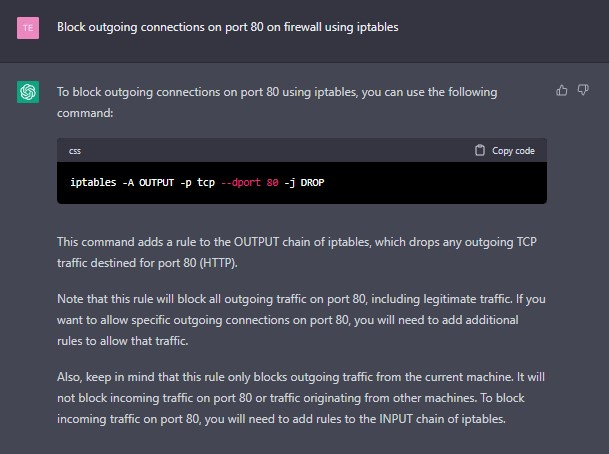 TE
Block outgoing connections on port 80 on firewall using iptables
To block outgoing connections on port 80 using iptables, you can use the following
command:
css
Copy code
iptables -A OUTPUT -p tcp --dport 80 -j DROP
This command adds a rule to the OUTPUT chain of iptables, which drops any outgoing TCP
traffic destined for port 80 (HTTP).
Note that this rule will block all outgoing traffic on port 80, including legitimate traffic. If you
want to allow specific outgoing connections on port 80, you will need to add additional
rules to allow that traffic.
Also, keep in mind that this rule only blocks outgoing traffic from the current machine. It will
not block incoming traffic on port 80 or traffic originating from other machines. To block
incoming traffic on port 80, you will need to add rules to the INPUT chain of iptables.